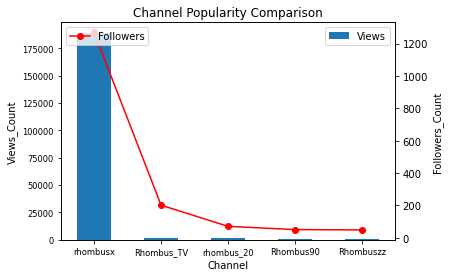 Channel Popularity Comparison
Followers
Views
175000
150000
125000
100000
75000
50000
25000
0
Views_Count
1200
1000
800
600
400
200
0
Followers_Count
rhombusx
Rhombus_TV
rhombus_20
Rhombus90
Rhombuszz
Channel